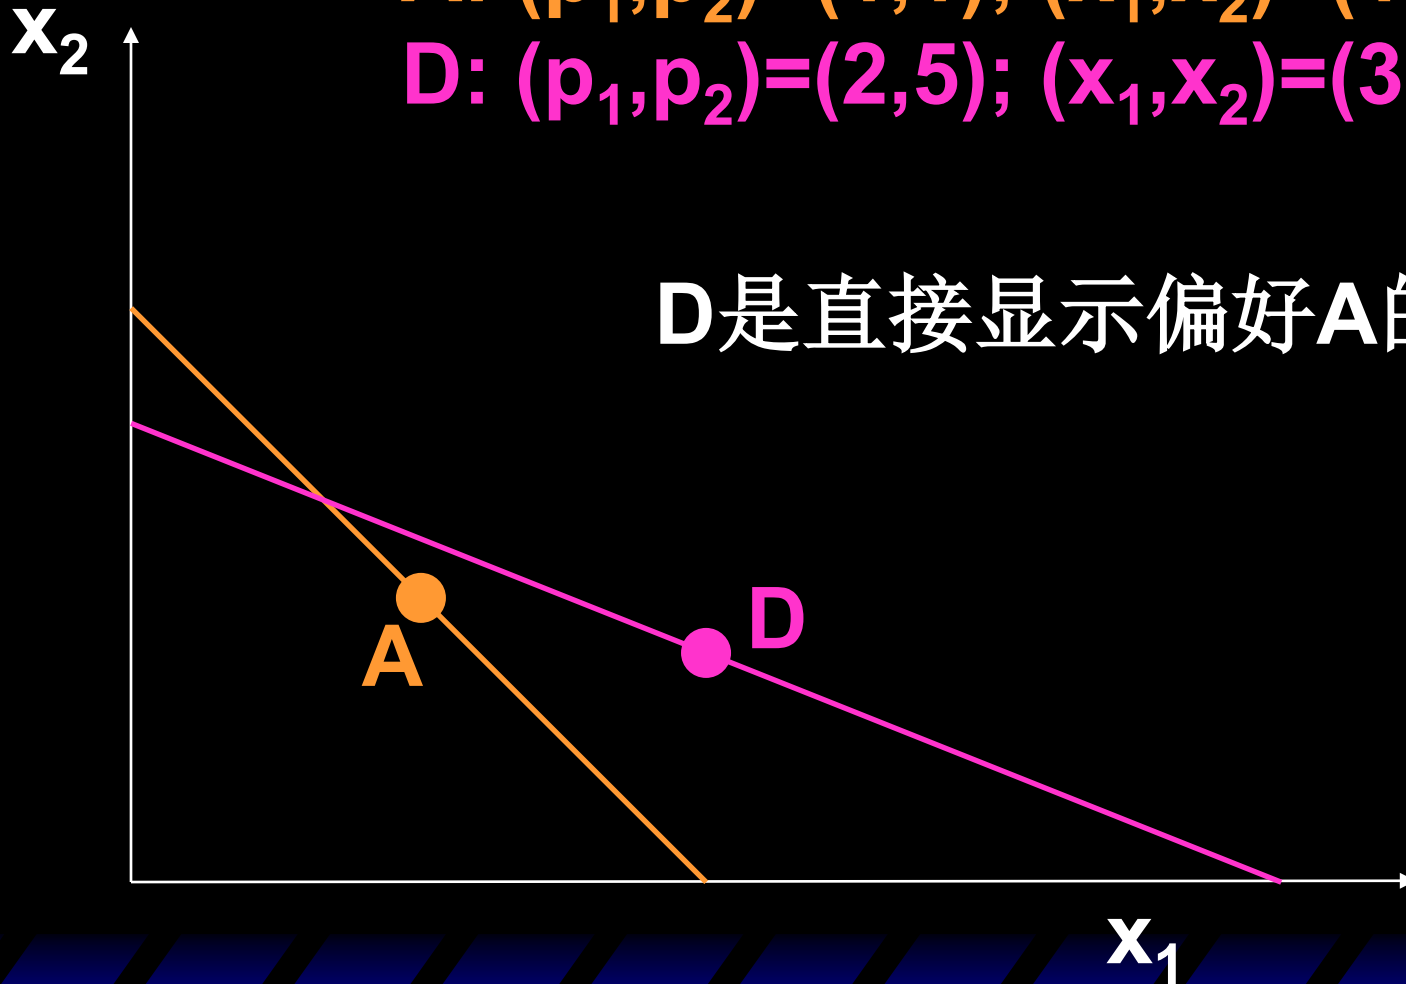 x₂
D: (p₁,p₂)=(2,5); (x₁,x₂)=(3
D是直接显示偏好A
D
A
x₁